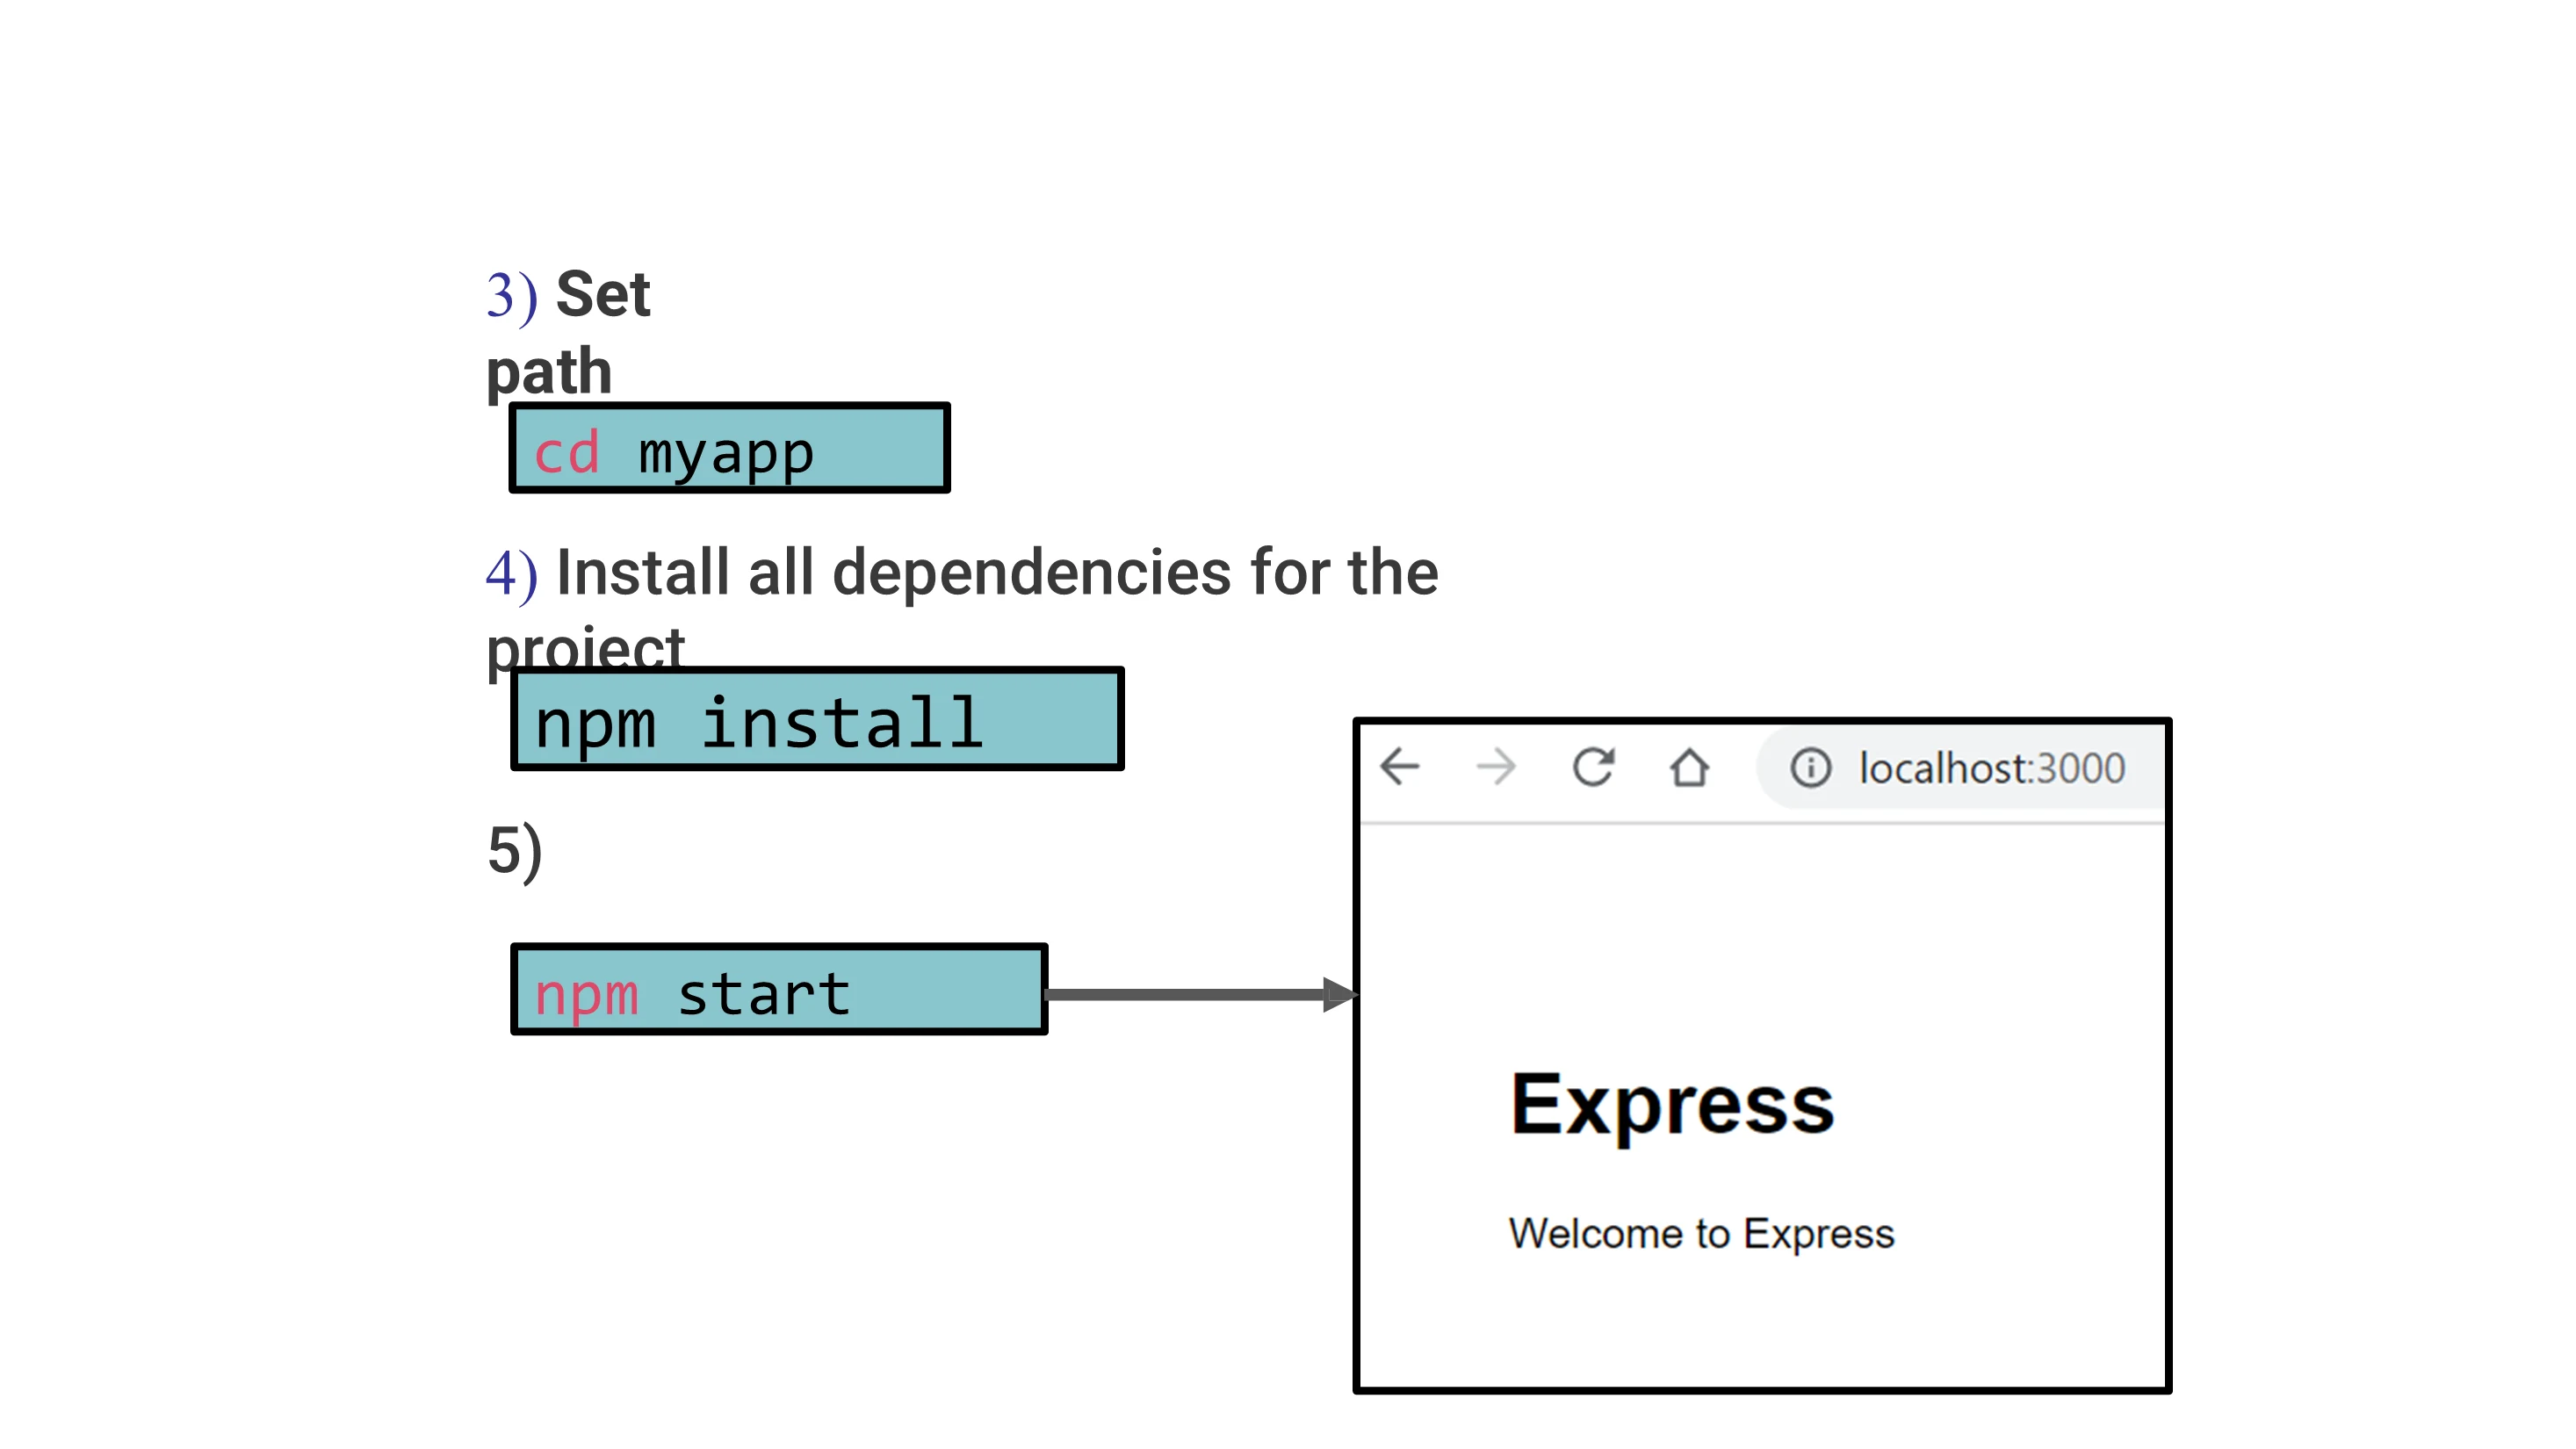 3) Set
path
cd myapp
4) Install all dependencies for the
project
npm install
5)
npm start
localhost:3000
Express
Welcome to Express